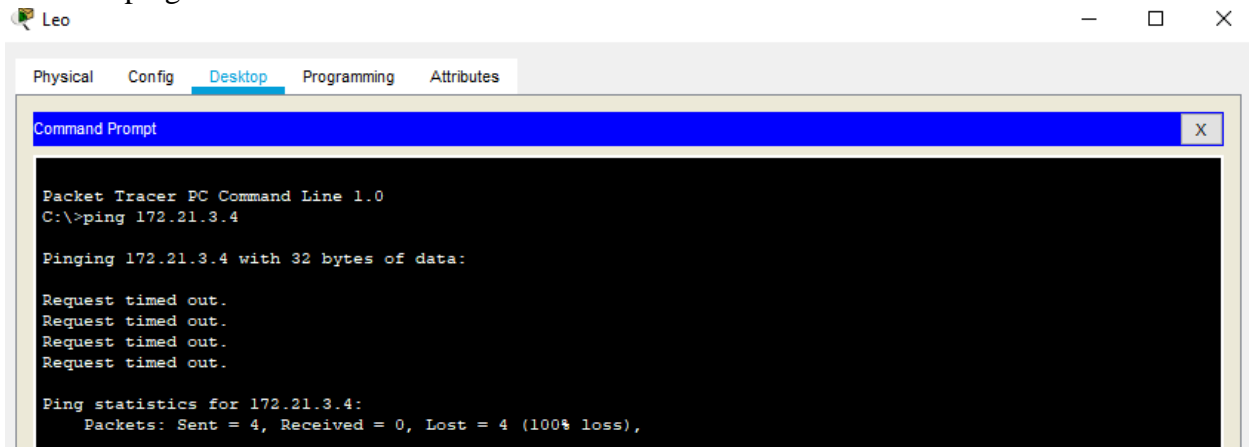 Leo
Physical Config Desktop Programming Attributes
Command Prompt X
Packet Tracer PC Command Line 1.0
C:\>ping 172.21.3.4
Pinging 172.21.3.4 with 32 bytes of data:
Request timed out.
Request timed out.
Request timed out.
Request timed out.
Ping statistics for 172.21.3.4:
Packets: Sent = 4, Received = 0, Lost = 4 (100% loss),